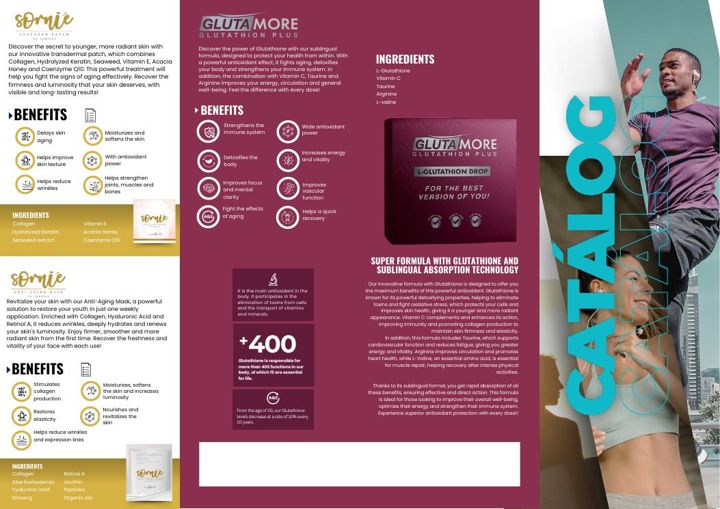 sornie
COLLAGEN PATCH
Discover the secret to younger, more radiant skin with
our innovative transdermal patch, which combines
Collagen, Hydrolyzed Keratin, Seaweed, Vitamin E, Acacia
Honey and Coenzyme Q10. This powerful treatment will
help you fight the signs of aging effectively. Recover the
firmness and luminosity that your skin deserves, with
visible and long-lasting results!
BENEFITS
Delays skin
aging
Moisturizes and
softens the skin
Helps improve
skin texture
With antioxidant
power
Helps reduce
wrinkles
Helps strengthen
joints, muscles and
bones
INGREDIENTS
Collagen
Hydrolyzed Keratin
Seaweed extract
Vitamin E
Acacia honey
Coenzyme Q10
sornie
sornie
ANTI-AGING MASK
Revitalize your skin with our Anti-Aging Mask, a powerful
solution to restore your youth in just one weekly
application. Enriched with Collagen, Hyaluronic Acid and
Retinol A, it reduces wrinkles, deeply hydrates and renews
your skin's luminosity. Enjoy firmer, smoother and more
radiant skin from the first time. Recover the freshness and
vitality of your face with each use!
BENEFITS
Stimulates
collagen
production
Moisturizes, softens
the skin and increases
luminosity
Restores
elasticity
Nourishes and
revitalizes the
skin
Helps reduce wrinkles
and expression lines
INGREDIENTS
Collagen
Aloe barbadensis
Hyaluronic acid
Ginseng
Retinol A
Lecithin
Peptides
Organic oils
sornie
GLUTAMORE
GLUTATHION PLUS
Discover the power of Glutathione with our sublingual
formula, designed to protect your health from within. With
a powerful antioxidant effect, it fights aging, detoxifies
your body and strengthens your immune system. In
addition, the combination with Vitamin C, Taurine and
Arginine improves your energy, circulation and general
well-being. Feel the difference with every dose!
BENEFITS
Strengthens the
immune system
Wide antioxidant
power
Detoxifies the
body
Increases energy
and vitality
Improves focus
and mental
clarity
Improves
vascular
function
Fight the effects
of aging
Helps a quick
recovery
It is the main antioxidant in the
body. It participates in the
elimination of toxins from cells
and the transport of vitamins
and minerals.
+400
Glutathione is responsible for
more than 400 functions in our
body, of which 15 are essential
for life.
From the age of 20, our Glutathione
levels decrease at a rate of 10% every
10 years.
INGREDIENTS
L-Glutathione
Vitamin C
Taurine
Arginine
L-valine
GLUTAMORE
GLUTATHION PLUS
L-GLUTATHION DROP
FOR THE BEST
VERSION OF YOU!
SUPER FORMULA WITH GLUTATHIONE AND
SUBLINGUAL ABSORPTION TECHNOLOGY
Our innovative formula with Glutathione is designed to offer you
the maximum benefits of this powerful antioxidant. Glutathione is
known for its powerful detoxifying properties, helping to eliminate
toxins and fight oxidative stress, which protects your cells and
improves skin health, giving it a younger and more radiant
appearance. Vitamin C complements and enhances its action,
improving immunity and promoting collagen production to
maintain skin firmness and elasticity.
In addition, this formula includes Taurine, which supports
cardiovascular function and reduces fatigue, giving you greater
energy and vitality. Arginine improves circulation and promotes
heart health, while L-Valine, an essential amino acid, is essential
for muscle repair, helping recovery after intense physical
activities.
Thanks to its sublingual format, you get rapid absorption of all
these benefits, ensuring effective and direct action. This formula
is ideal for those looking to improve their overall well-being,
optimize their energy and strengthen their immune system.
Experience superior antioxidant protection with every dose!
CATÁLOG
CATÁLOG